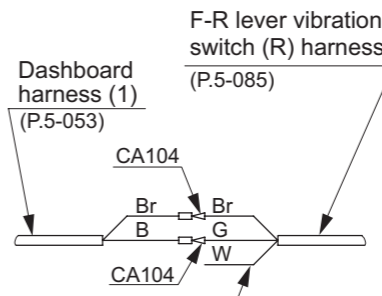 F-R lever vibration
switch (R) harness
(P.5-085)
Dashboard
harness (1)
(P.5-053)
CA104
Br Br
B G
W
CA104